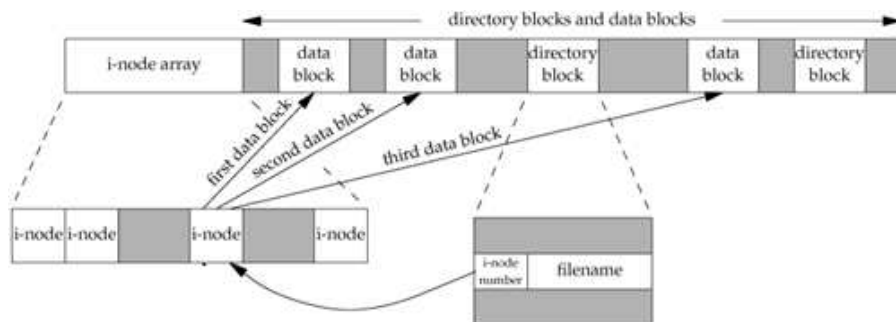 directory blocks and data blocks
i-node array
data
block
data
block
directory
block
data
block
directory
block
first data block
second data block
third data block
i-node
i-node
i-node
i-node
i-node
number
filename